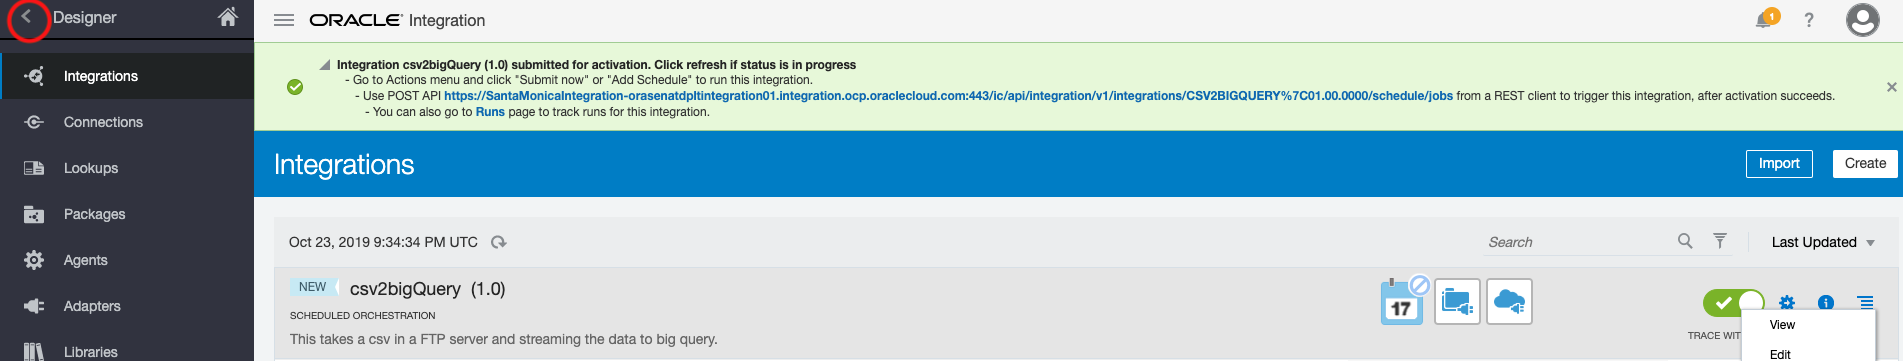 Designer
ORACLE Integration
1
?
Integrations
Connections
Lookups
Packages
Agents
Adapters
Libraries
Integration csv2bigQuery (1.0) submitted for activation. Click refresh if status is in progress
- Go to Actions menu and click "Submit now" or "Add Schedule" to run this integration.
- Use POST API https://SantaMonicaIntegration-orasenatdpltintegration01.integration.ocp.oraclecloud.com:443/ic/api/integration/v1/integrations/CSV2BIGQUERY%7C01.00.0000/schedule/jobs from a REST client to trigger this integration, after activation succeeds.
- You can also go to Runs page to track runs for this integration.
Integrations
Import
Create
Oct 23, 2019 9:34:34 PM UTC
Search
Last Updated
NEW csv2bigQuery (1.0)
SCHEDULED ORCHESTRATION
This takes a csv in a FTP server and streaming the data to big query.
17
TRACE WIT
View
Edit